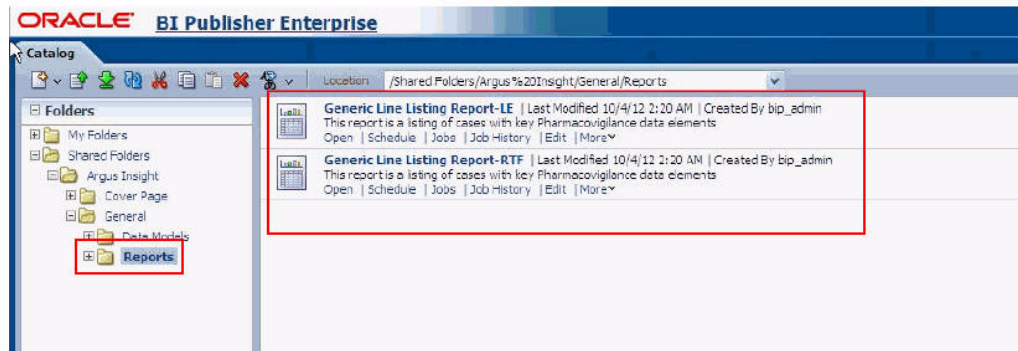 ORACLE® BI Publisher Enterprise
Catalog
Location /Shared Folders/Argus%20Insight/General/Reports
Folders
My Folders
Shared Folders
Argus Insight
Cover Page
General
Data Models
Reports
Generic Line Listing Report-LE | Last Modified 10/4/12 2:20 AM | Created By bip_admin
This report is a listing of cases with key Pharmacovigilance data elements
Open | Schedule | Jobs | Job History | Edit | More
Generic Line Listing Report-RTF | Last Modified 10/4/12 2:20 AM | Created By bip_admin
This report is a listing of cases with key Pharmacovigilance data elements
Open | Schedule | Jobs | Job History | Edit | More